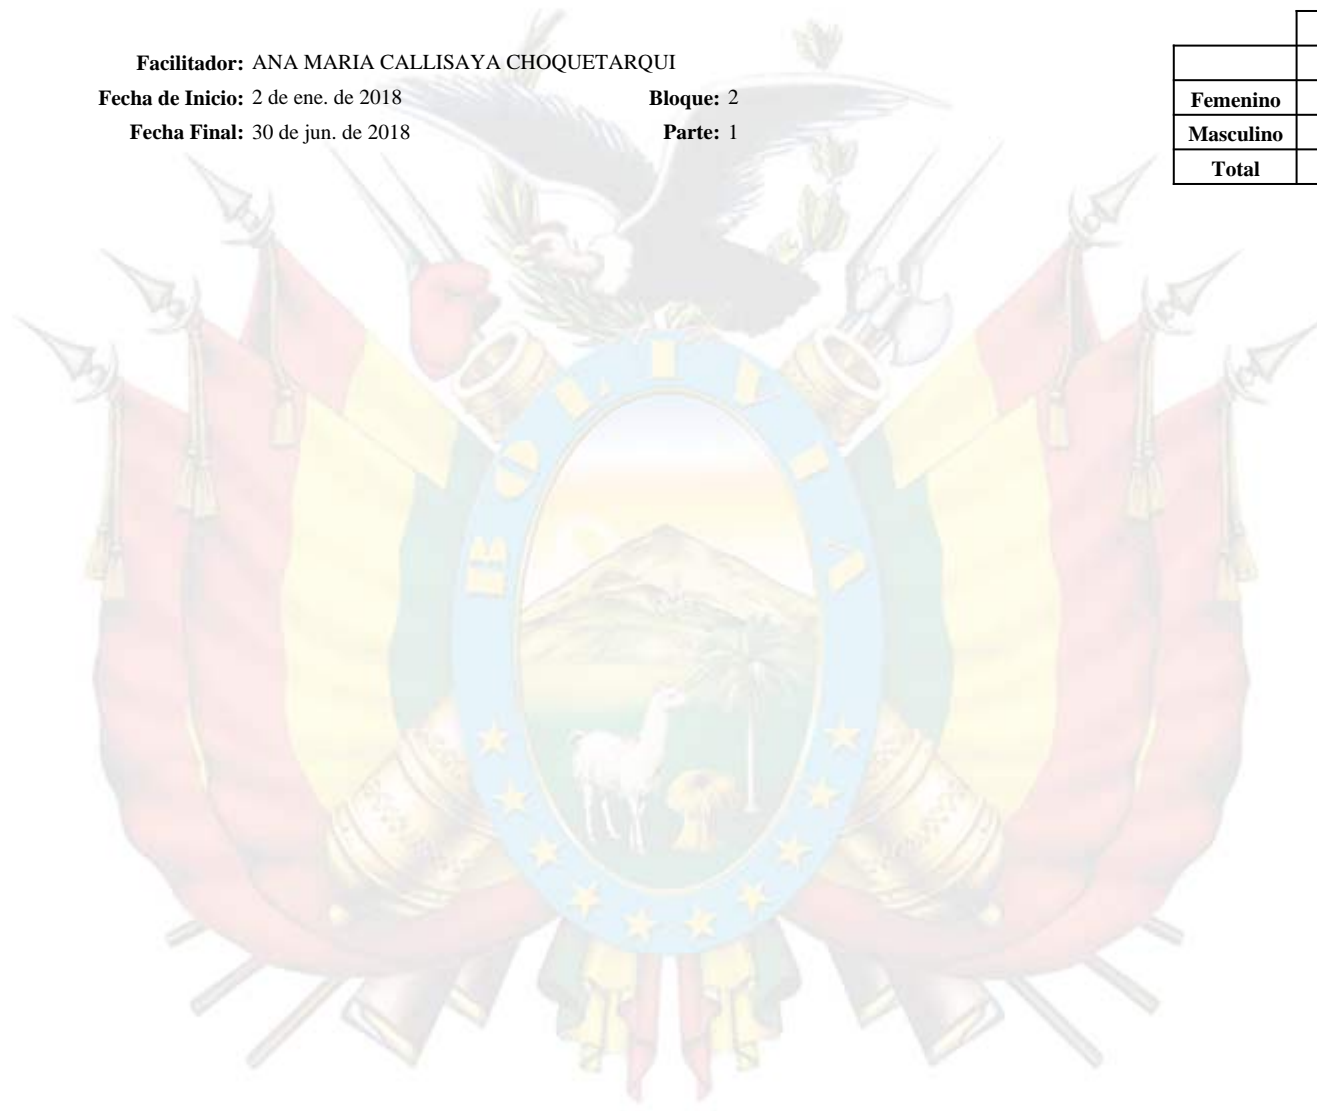 Facilitador: ANA MARIA CALLISAYA CHOQUETARQUI
Fecha de Inicio: 2 de ene. de 2018 Bloque: 2
Fecha Final: 30 de jun. de 2018 Parte: 1
Femenino
Masculino
Total
BOLIVIA